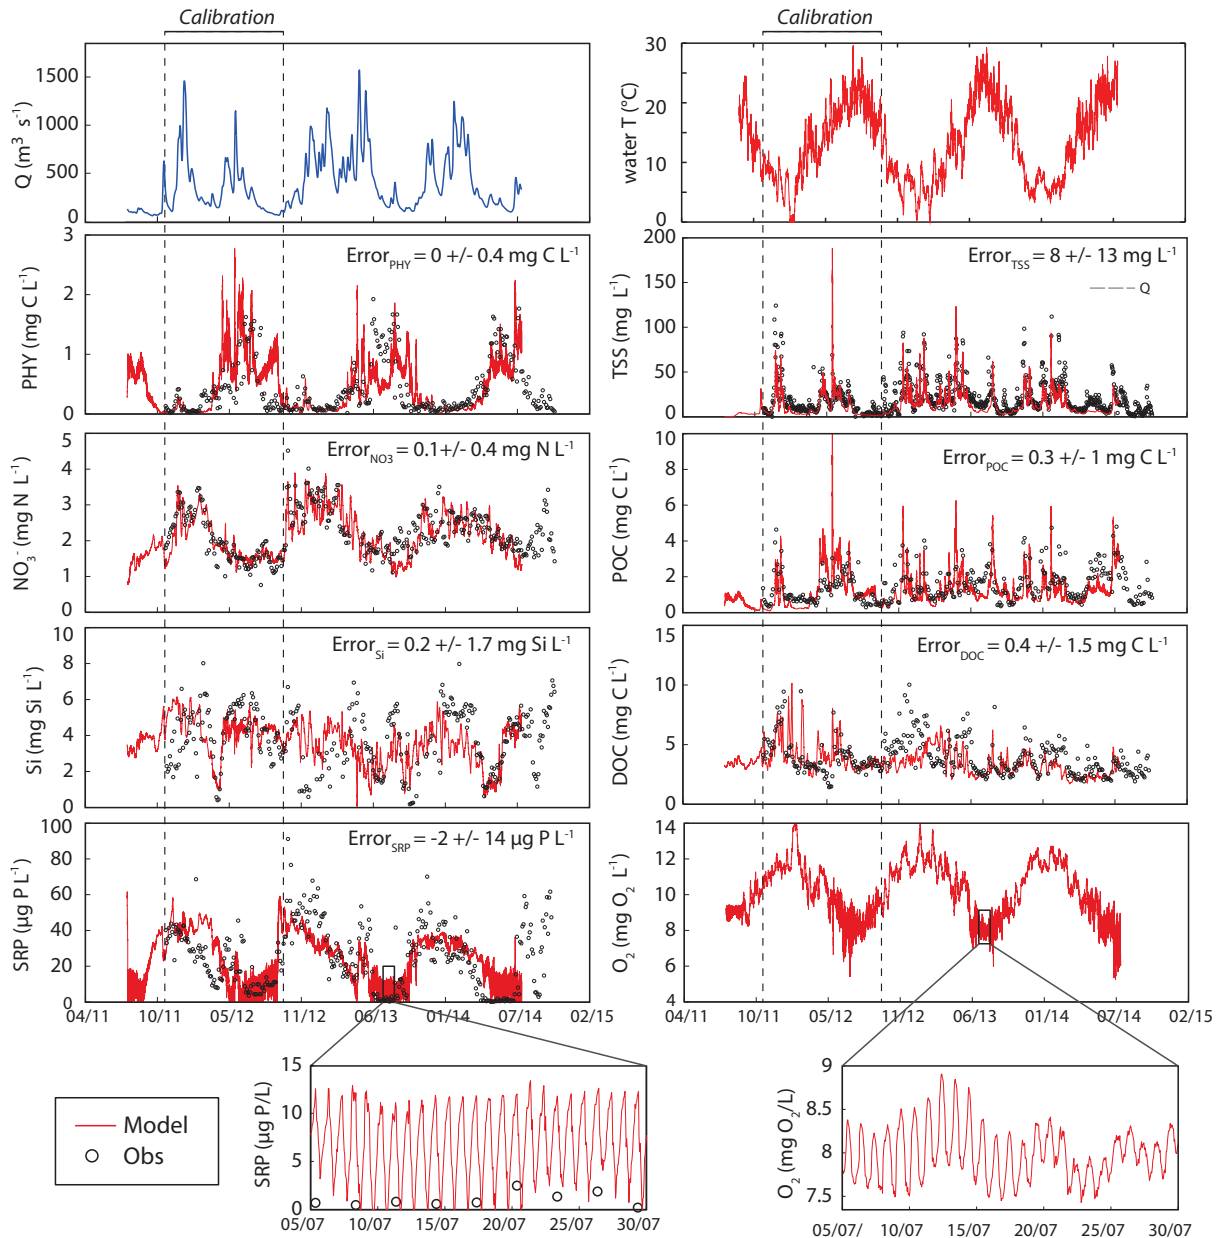 Calibration
Calibration
Q (m³ s⁻¹)
1500
1000
500
0
water T (°C)
30
20
10
0
PHY (mg C L⁻¹)
3
2
1
0
Error_PHY = 0 +/- 0.4 mg C L⁻¹
TSS (mg L⁻¹)
200
150
100
50
0
Error_TSS = 8 +/- 13 mg L⁻¹
Q
NO₃⁻ (mg N L⁻¹)
5
4
3
2
1
0
Error_NO3 = 0.1+/- 0.4 mg N L⁻¹
POC (mg C L⁻¹)
10
8
6
4
2
0
Error_POC = 0.3 +/- 1 mg C L⁻¹
Si (mg Si L⁻¹)
10
8
6
4
2
0
Error_Si = 0.2 +/- 1.7 mg Si L⁻¹
DOC (mg C L⁻¹)
15
10
5
0
Error_DOC = 0.4 +/- 1.5 mg C L⁻¹
SRP (µg P L⁻¹)
100
80
60
40
20
0
Error_SRP = -2 +/- 14 µg P L⁻¹
04/11 10/11 05/12 11/12 06/13 01/14 07/14 02/15
O₂ (mg O₂ L⁻¹)
14
12
10
8
6
4
04/11 10/11 05/12 11/12 06/13 01/14 07/14 02/15
Model
Obs
SRP (µg P/L)
15
10
5
0
05/07 10/07 15/07 20/07 25/07 30/07
O₂ (mg O₂/L)
9
8.5
8
7.5
05/07/ 10/07 15/07 20/07 25/07 30/07